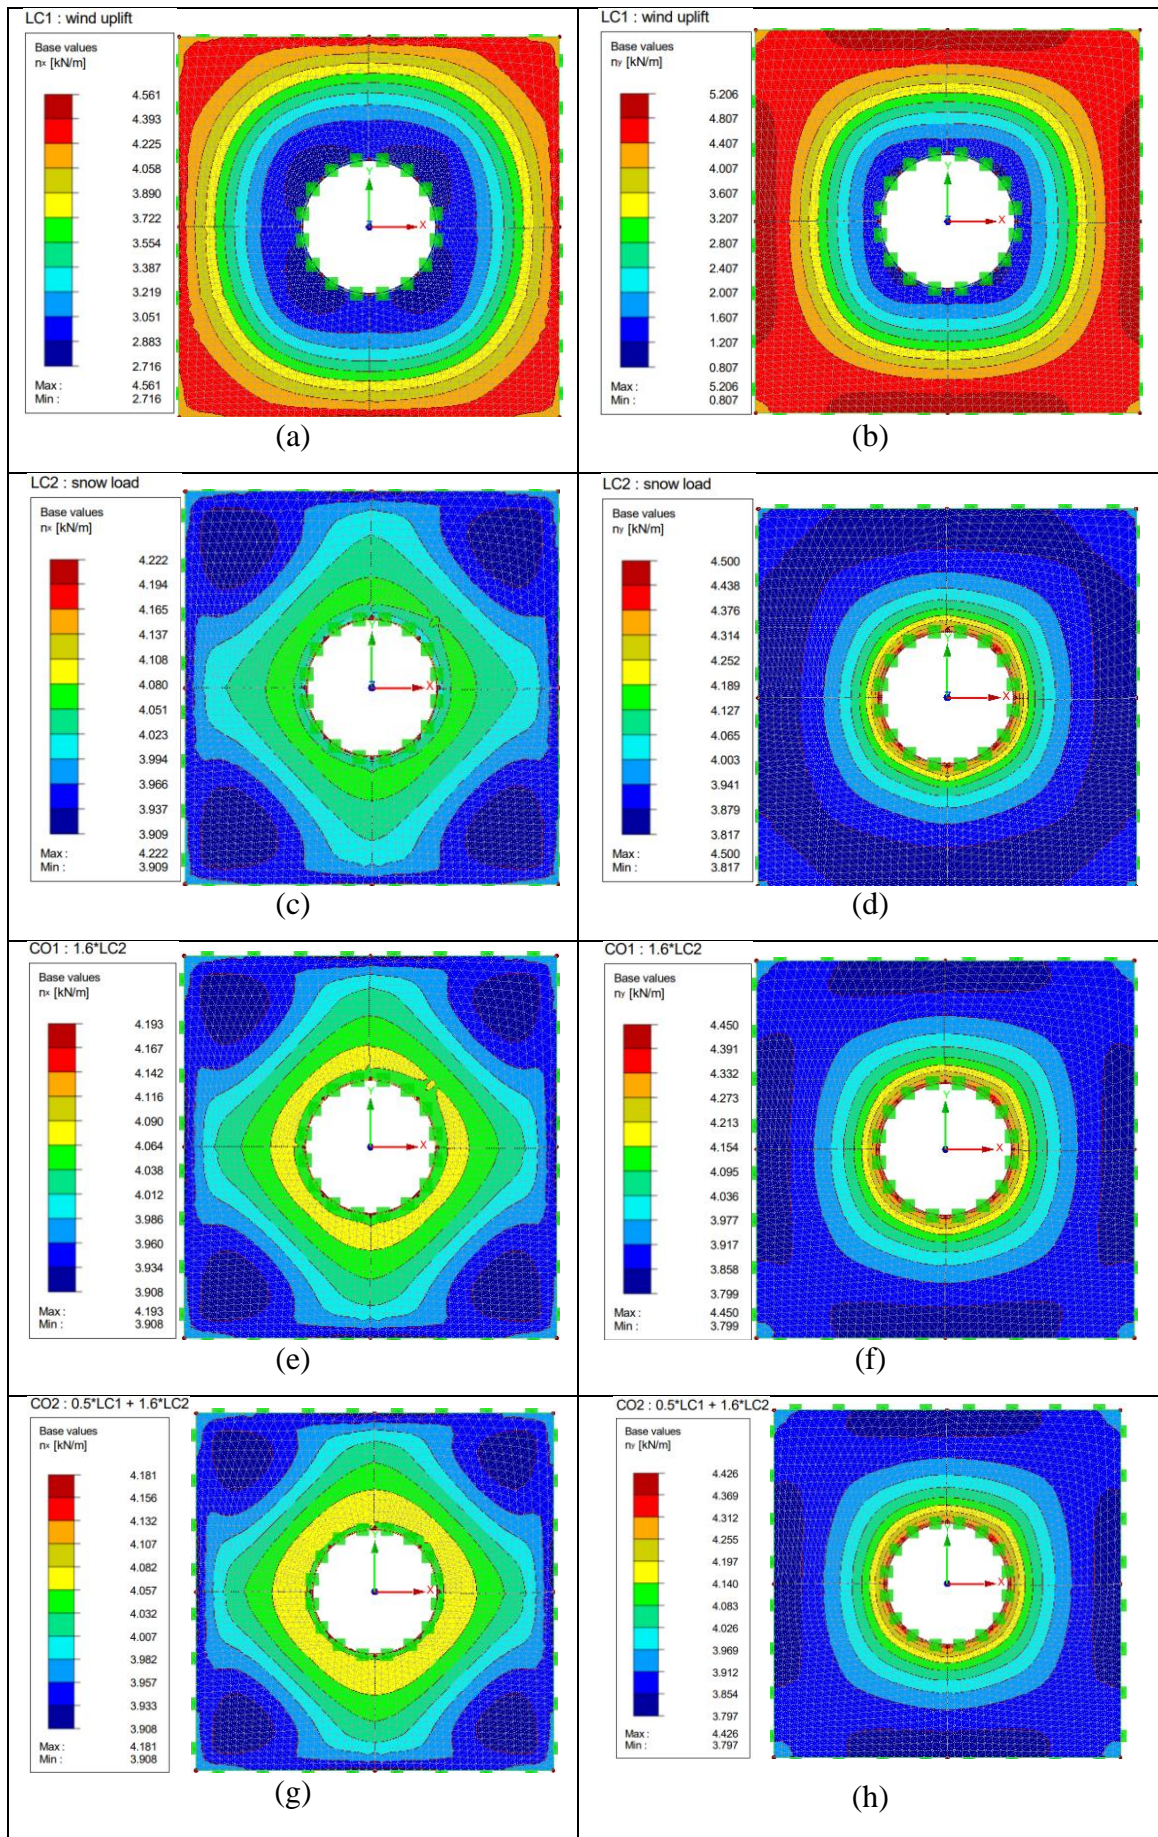 LC1 : wind uplift
Base values
nx [kN/m]
4.561
4.393
4.225
4.058
3.890
3.722
3.554
3.387
3.219
3.051
2.883
2.716
Max : 4.561
Min : 2.716
Y
X
Z
(a)
LC1 : wind uplift
Base values
ny [kN/m]
5.206
4.807
4.407
4.007
3.607
3.207
2.807
2.407
2.007
1.607
1.207
0.807
Max : 5.206
Min : 0.807
Y
X
Z
(b)
LC2 : snow load
Base values
nx [kN/m]
4.222
4.194
4.165
4.137
4.108
4.080
4.051
4.023
3.994
3.966
3.937
3.909
Max : 4.222
Min : 3.909
Y
X
Z
(c)
LC2 : snow load
Base values
ny [kN/m]
4.500
4.438
4.376
4.314
4.252
4.189
4.127
4.065
4.003
3.941
3.879
3.817
Max : 4.500
Min : 3.817
Y
X
Z
(d)
CO1 : 1.6*LC2
Base values
nx [kN/m]
4.193
4.167
4.142
4.116
4.090
4.064
4.038
4.012
3.986
3.960
3.934
3.908
Max : 4.193
Min : 3.908
Y
X
(e)
CO1 : 1.6*LC2
Base values
ny [kN/m]
4.450
4.391
4.332
4.273
4.213
4.154
4.095
4.036
3.977
3.917
3.858
3.799
Max : 4.450
Min : 3.799
Y
X
(f)
CO2 : 0.5*LC1 + 1.6*LC2
Base values
nx [kN/m]
4.181
4.156
4.132
4.107
4.082
4.057
4.032
4.007
3.982
3.957
3.933
3.908
Max : 4.181
Min : 3.908
Y
X
(g)
CO2 : 0.5*LC1 + 1.6*LC2
Base values
ny [kN/m]
4.426
4.369
4.312
4.255
4.197
4.140
4.083
4.026
3.969
3.912
3.854
3.797
Max : 4.426
Min : 3.797
Y
X
(h)